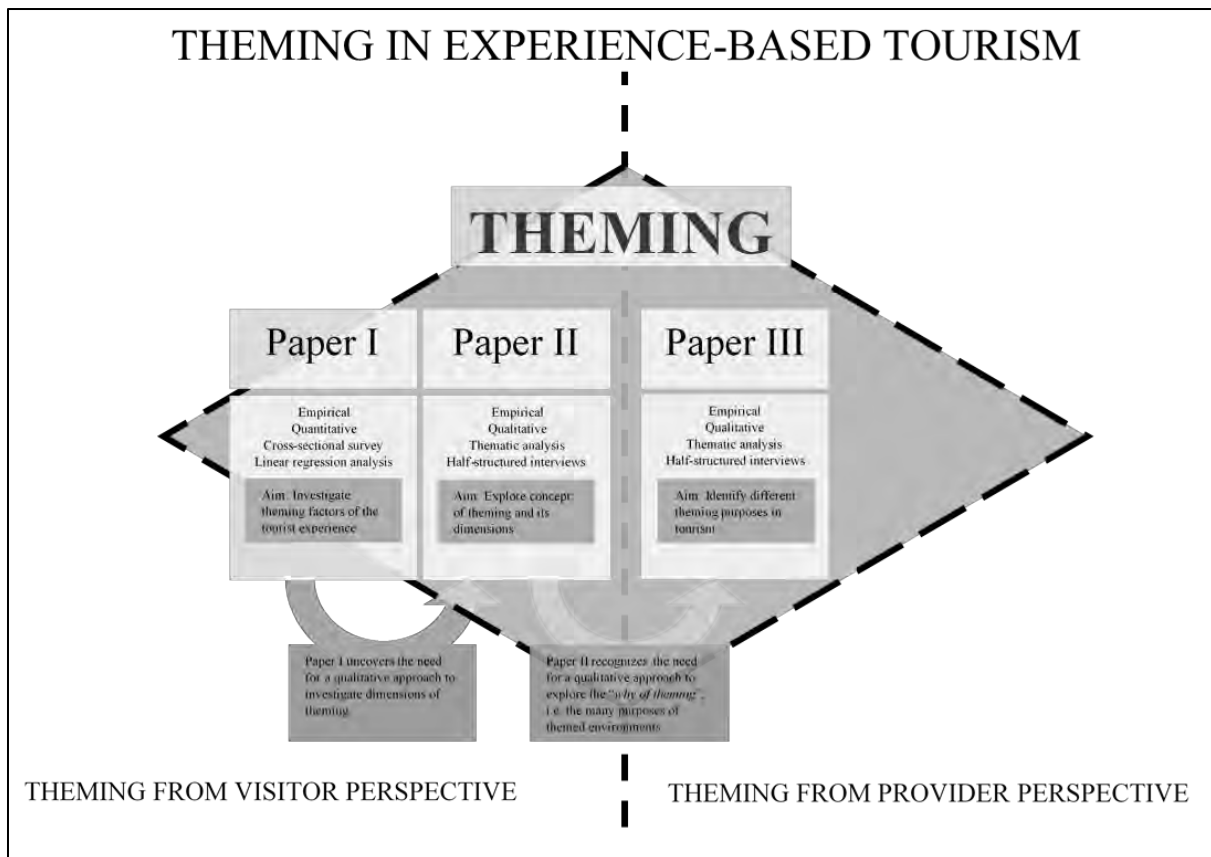 THEMING IN EXPERIENCE-BASED TOURISM
THEMING
Paper I
Empirical
Quantitative
Cross-sectional survey
Linear regression analysis
Aim: Investigate
theming factors of the
tourist experience
Paper II
Empirical
Qualitative
Thematic analysis
Half-structured interviews
Aim: Explore concept
of theming and its
dimensions
Paper III
Empirical
Qualitative
Thematic analysis
Half-structured interviews
Aim: Identify different
theming purposes in
tourism
Paper I uncovers the need
for a qualitative approach to
investigate dimensions of
theming
Paper II recognizes the need
for a qualitative approach to
explore the "why of theming",
i.e. the many purposes of
themed environments
THEMING FROM VISITOR PERSPECTIVE
THEMING FROM PROVIDER PERSPECTIVE